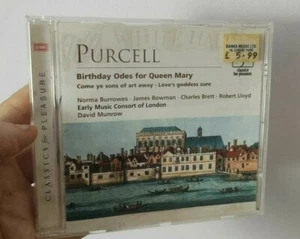 PURCELL
Birthday Odes for Queen Mary
Come ye sons of art away · Love's goddess sure
Norma Burrowes · James Bowman · Charles Brett · Robert Lloyd
Early Music Consort of London
David Munrow
CLASSICS for PLEASURE
£ 5.99